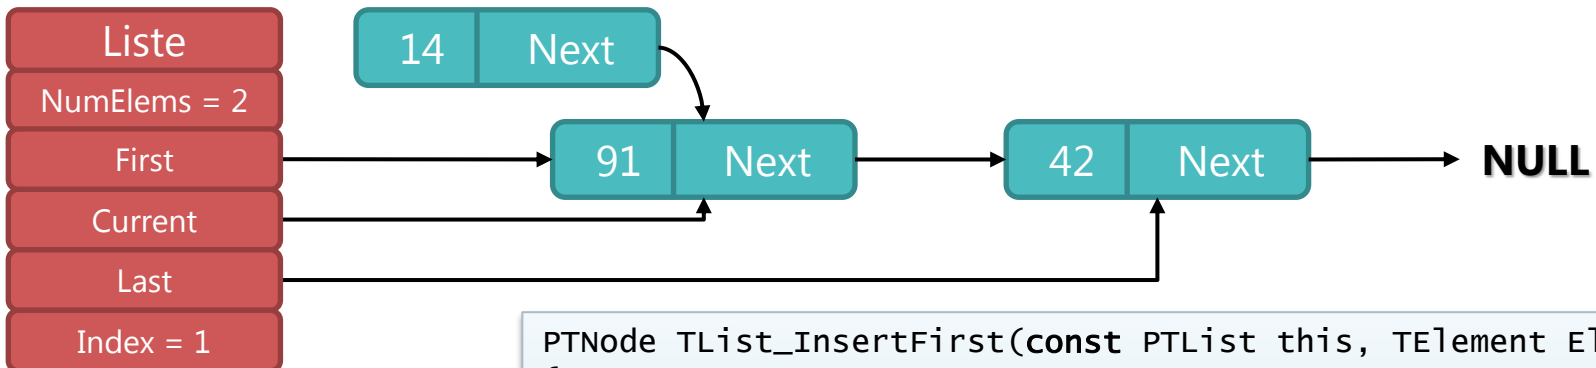 Liste
NumElems = 2
First
Current
Last
Index = 1
14 Next
91 Next
42 Next
NULL
PTNode TList_InsertFirst(const PTList this, TElement